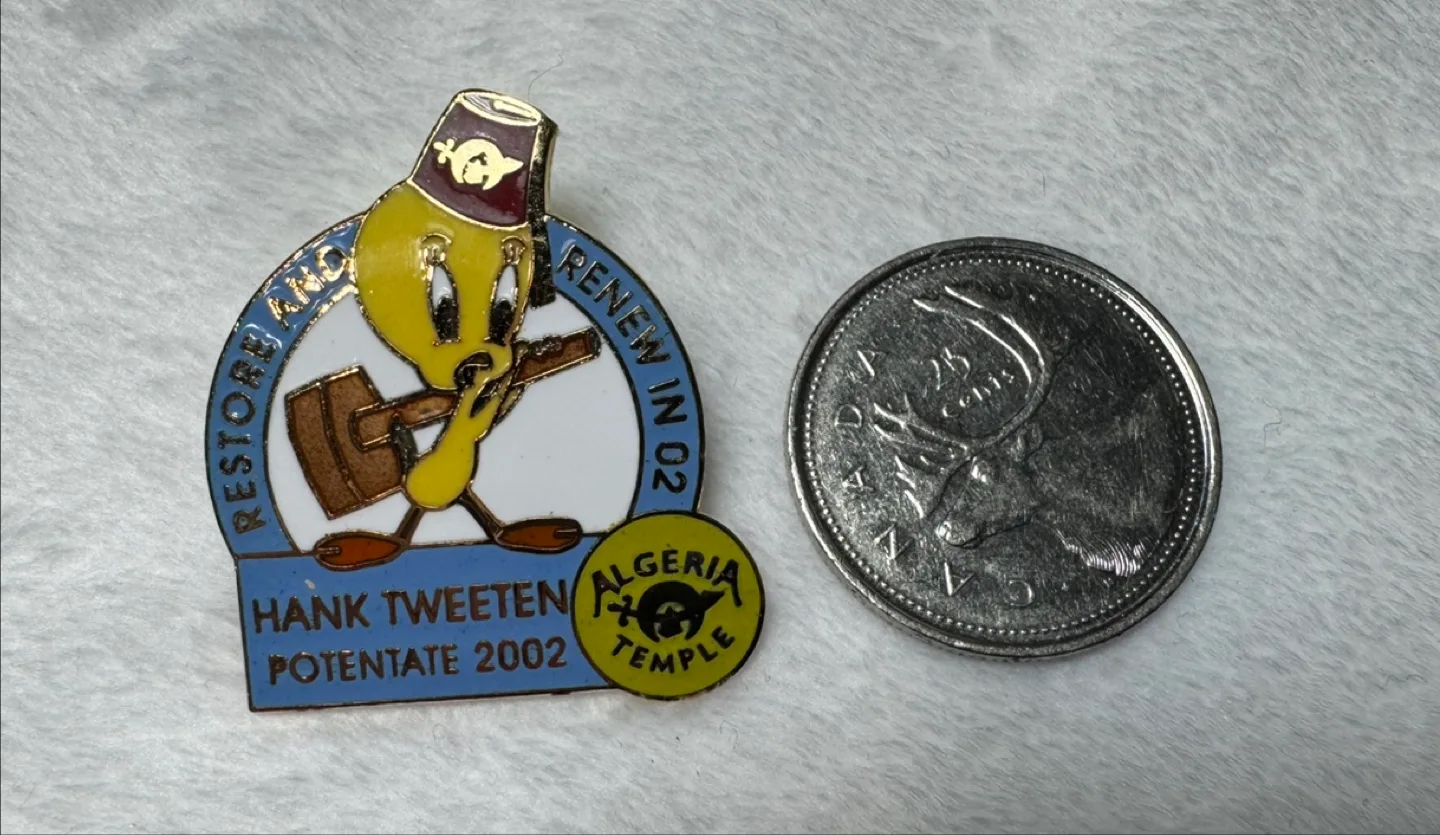 RESTORE AND RENEW IN 02
HANK TWEETEN
POTENTATE 2002
ALGERIA
TEMPLE
25
cents
CANADA